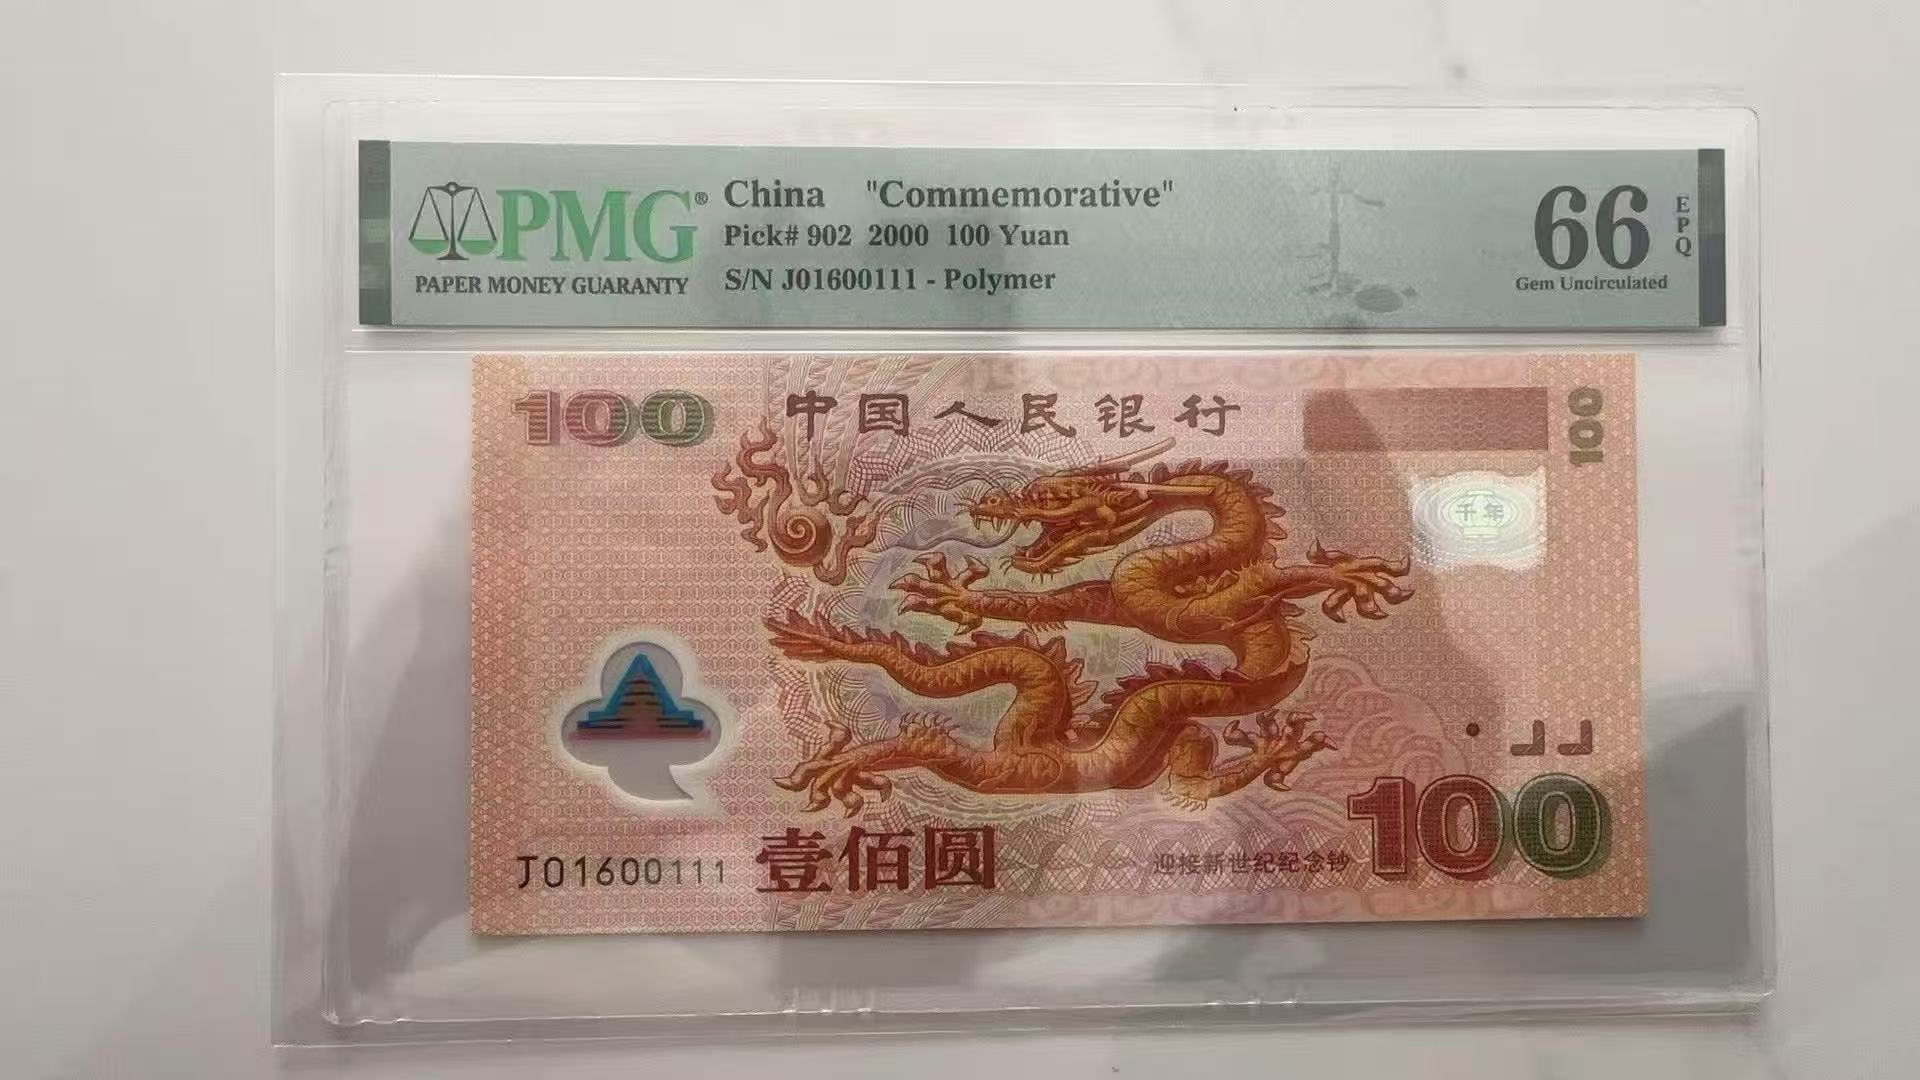 PMG®
PAPER MONEY GUARANTY
China "Commemorative"
Pick# 902 2000 100 Yuan
S/N J01600111 - Polymer
66
EPQ
Gem Uncirculated
100
中国人民银行
100
千年
J01600111
壹佰圆
迎接新世纪纪念钞
100